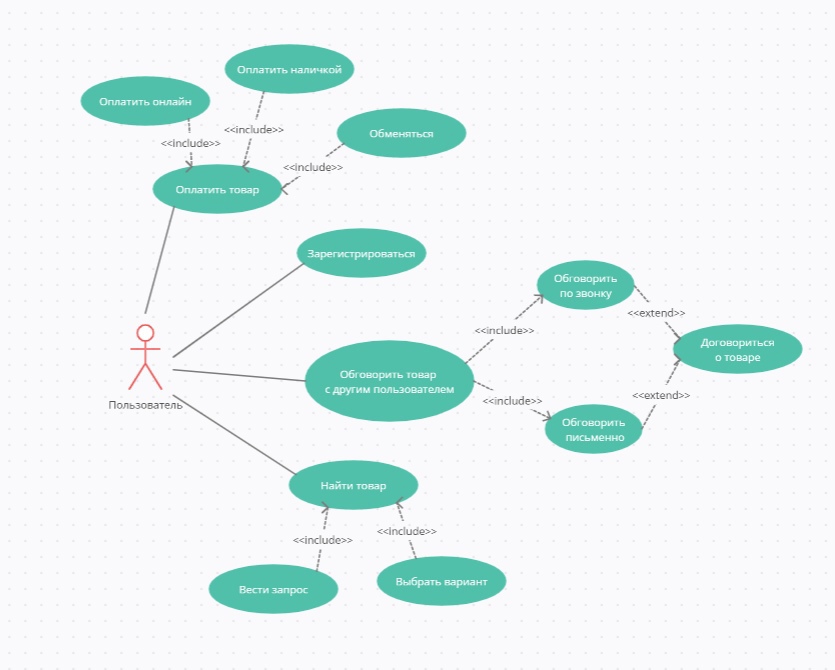 Оплатить наличкой
Оплатить онлайн
<<include>>
<<include>>
Обменяться
<<include>>
Оплатить товар
Зарегистрироваться
Обговорить
по звонку
<<extend>>
<<include>>
Договориться
о товаре
Обговорить товар
с другим пользователем
Пользователь
<<include>>
<<extend>>
Обговорить
письменно
Найти товар
<<include>>
<<include>>
Вести запрос
Выбрать вариант